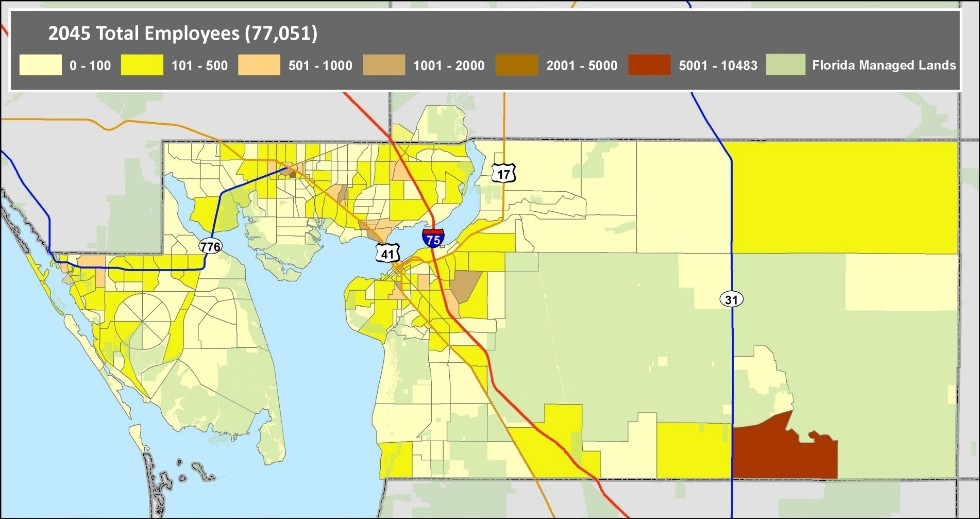 2045 Total Employees (77,051)
0 - 100 101 - 500 501 - 1000 1001 - 2000 2001 - 5000 5001 - 10483 Florida Managed Lands
17
75
776
41
31